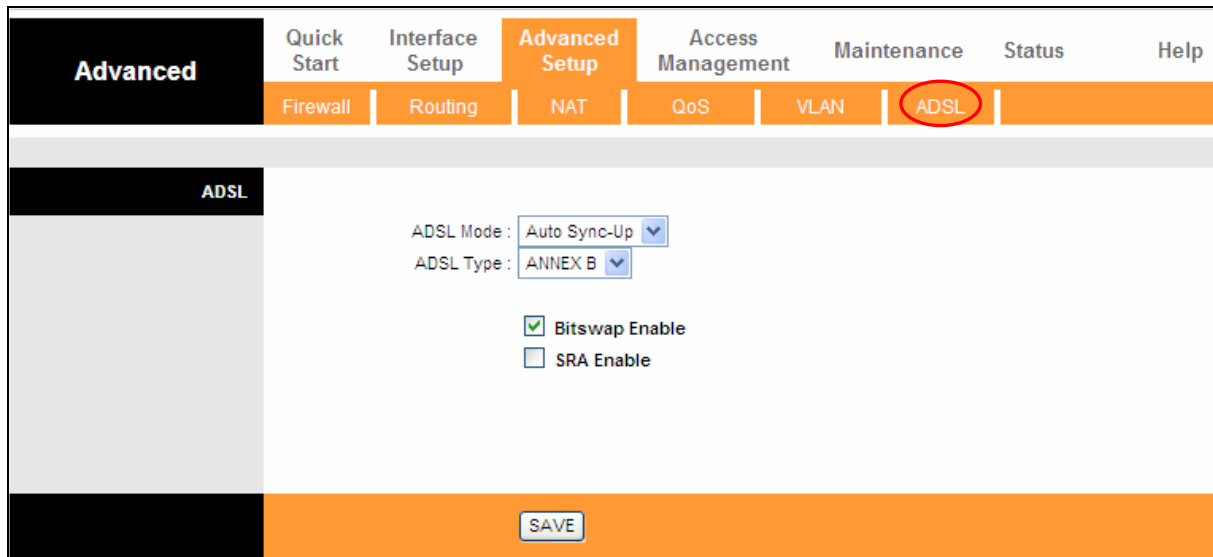 Advanced
Quick Start
Interface Setup
Advanced Setup
Access Management
Maintenance
Status
Help
Firewall
Routing
NAT
QoS
VLAN
ADSL
ADSL
ADSL Mode : Auto Sync-Up
ADSL Type : ANNEX B
Bitswap Enable
SRA Enable
SAVE